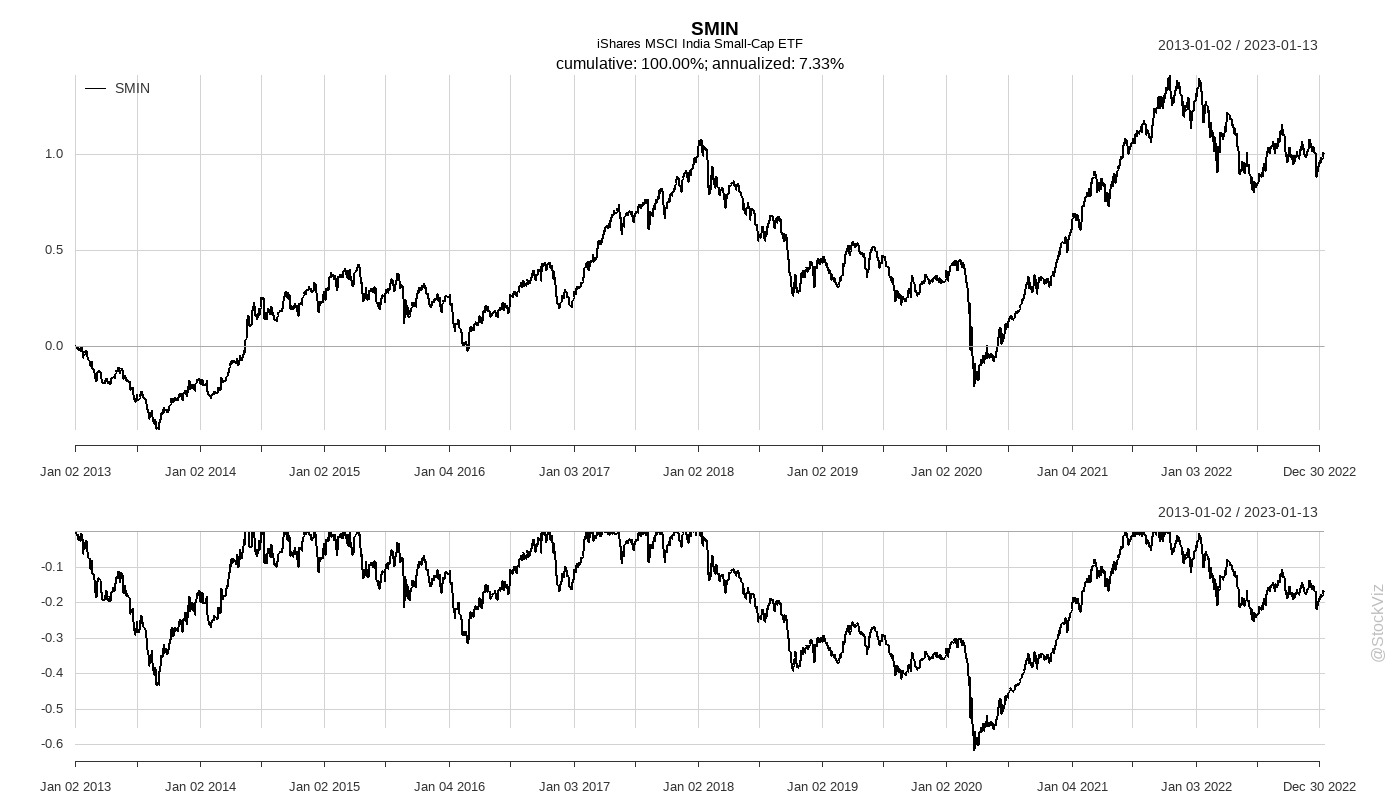 SMIN
iShares MSCI India Small-Cap ETF
2013-01-02 / 2023-01-13
cumulative: 100.00%; annualized: 7.33%
SMIN
1.0
0.5
0.0
Jan 02 2013 Jan 02 2014 Jan 02 2015 Jan 04 2016 Jan 03 2017 Jan 02 2018 Jan 02 2019 Jan 02 2020 Jan 04 2021 Jan 03 2022 Dec 30 2022
2013-01-02 / 2023-01-13
-0.1
-0.2
-0.3
-0.4
-0.5
-0.6
Jan 02 2013 Jan 02 2014 Jan 02 2015 Jan 04 2016 Jan 03 2017 Jan 02 2018 Jan 02 2019 Jan 02 2020 Jan 04 2021 Jan 03 2022 Dec 30 2022
@StockViz